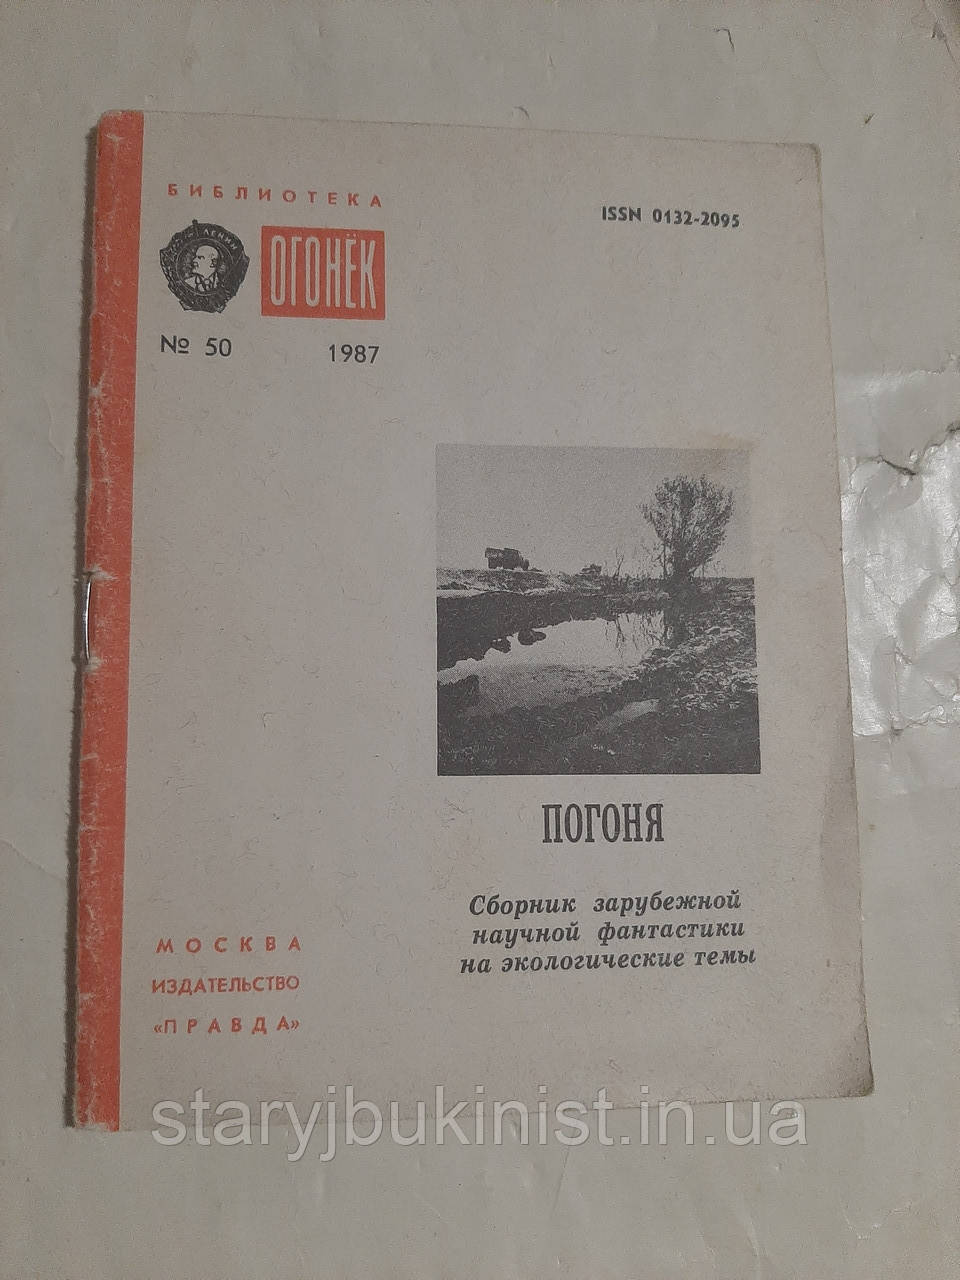 БИБЛИОТЕКА
ЛЕНИН
ОГОНЁК
№ 50 1987
ISSN 0132-2095
ПОГОНЯ
Сборник зарубежной
научной фантастики
на экологические темы
МОСКВА
ИЗДАТЕЛЬСТВО
«ПРАВДА»
staryjbukinist.in.ua